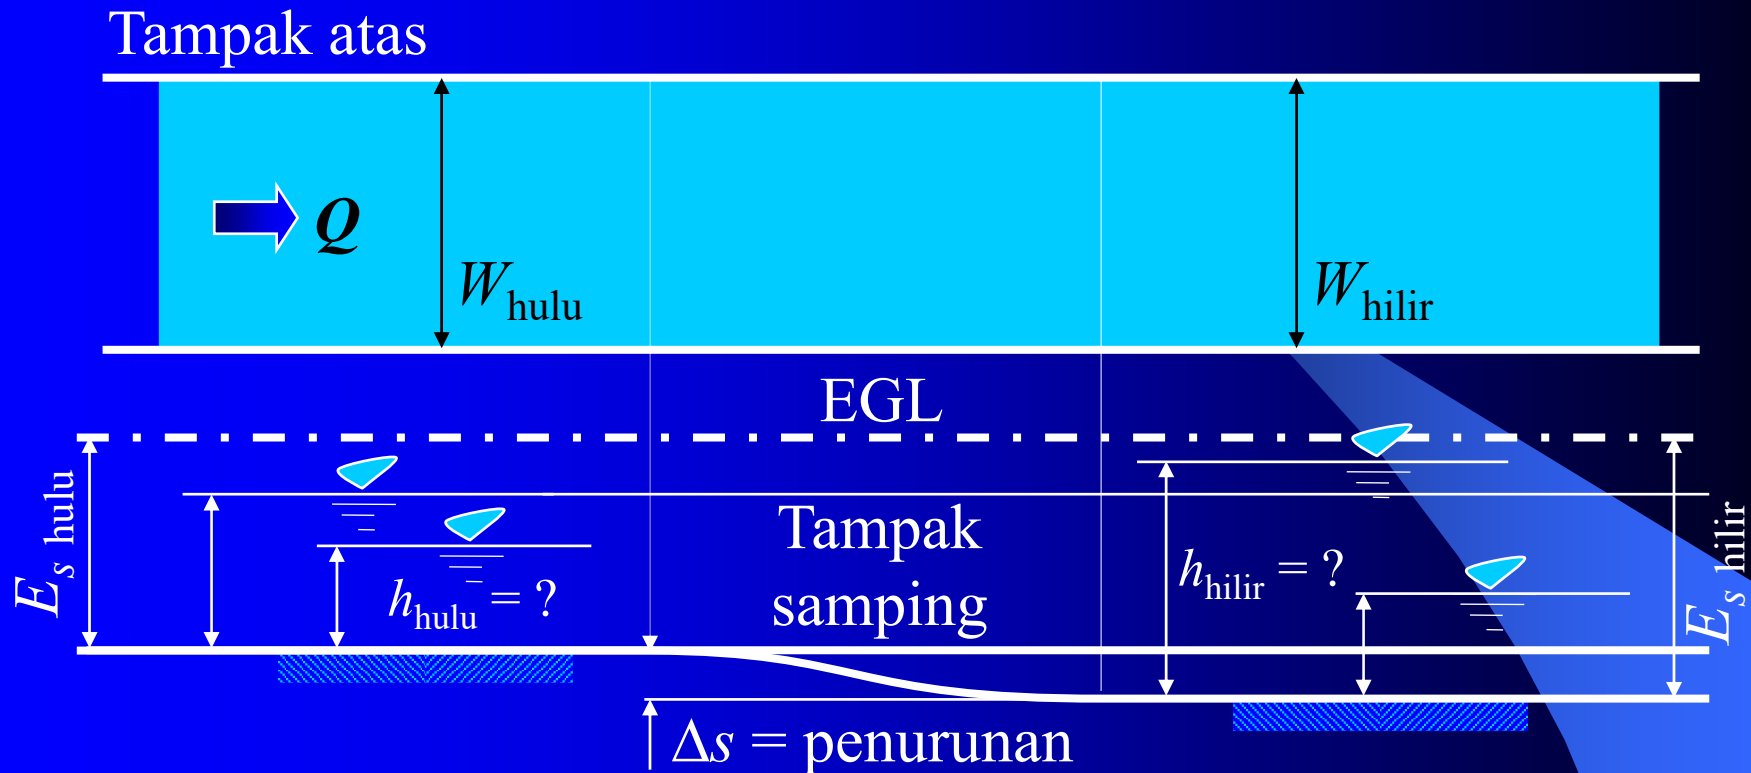 Tampak atas
Q
W hulu
W hilir
EGL
E s hulu
Tampak
samping
h hulu = ?
h hilir = ?
E s hilir
Δs = penurunan